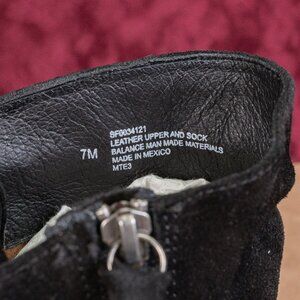 7M
SF0034121
LEATHER UPPER AND SOCK
BALANCE MAN MADE MATERIALS
MADE IN MEXICO
MTE3